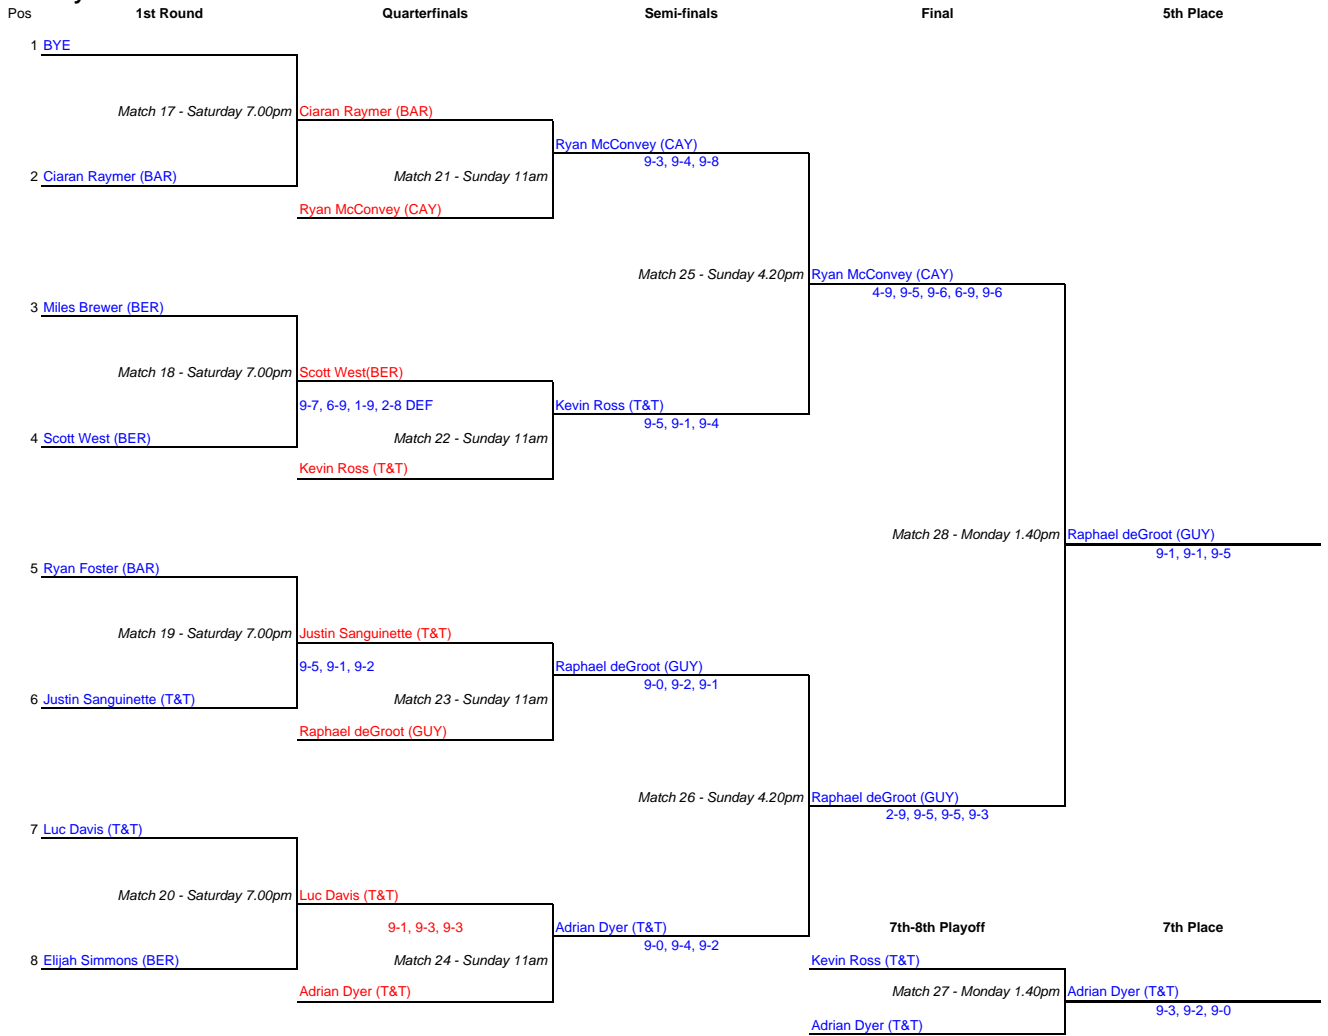 Pos 1st Round Quarterfinals Semi-finals Final 5th Place
1 BYE
Match 17 - Saturday 7.00pm Ciaran Raymer (BAR)
Ryan McConvey (CAY)
9-3, 9-4, 9-8
2 Ciaran Raymer (BAR) Match 21 - Sunday 11am
Ryan McConvey (CAY)
Match 25 - Sunday 4.20pm Ryan McConvey (CAY)
4-9, 9-5, 9-6, 6-9, 9-6
3 Miles Brewer (BER)
Match 18 - Saturday 7.00pm Scott West(BER)
9-7, 6-9, 1-9, 2-8 DEF Kevin Ross (T&T)
9-5, 9-1, 9-4
4 Scott West (BER) Match 22 - Sunday 11am
Kevin Ross (T&T)
Match 28 - Monday 1.40pm Raphael deGroot (GUY)
9-1, 9-1, 9-5
5 Ryan Foster (BAR)
Match 19 - Saturday 7.00pm Justin Sanguinette (T&T)
9-5, 9-1, 9-2 Raphael deGroot (GUY)
9-0, 9-2, 9-1
6 Justin Sanguinette (T&T) Match 23 - Sunday 11am
Raphael deGroot (GUY)
Match 26 - Sunday 4.20pm Raphael deGroot (GUY)
2-9, 9-5, 9-5, 9-3
7 Luc Davis (T&T)
Match 20 - Saturday 7.00pm Luc Davis (T&T)
9-1, 9-3, 9-3 Adrian Dyer (T&T) 7th-8th Playoff 7th Place
9-0, 9-4, 9-2
8 Elijah Simmons (BER) Match 24 - Sunday 11am Kevin Ross (T&T)
Adrian Dyer (T&T) Match 27 - Monday 1.40pm Adrian Dyer (T&T)
9-3, 9-2, 9-0
Adrian Dyer (T&T)